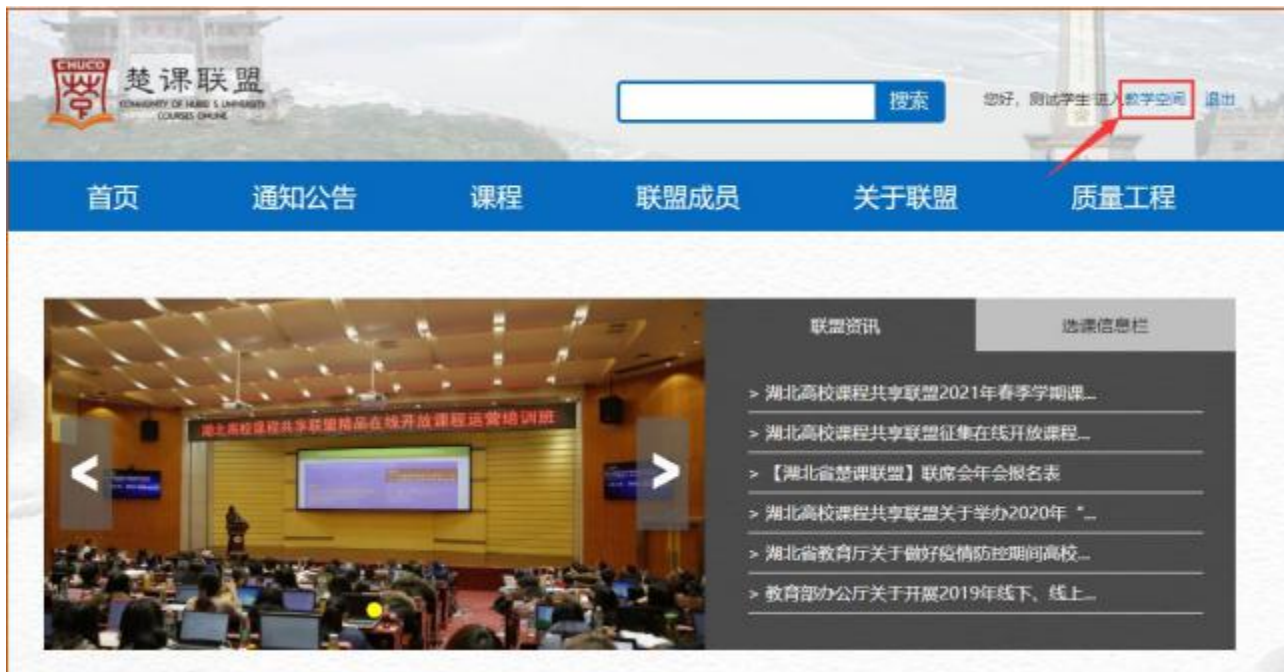 CHUCO
楚课联盟
COMMUNITY OF HUBEI'S UNIVERSITY
COURSES ONLINE
搜索
您好，测试学生 进入教学空间 退出
首页 通知公告 课程 联盟成员 关于联盟 质量工程
湖北高校课程共享联盟精品在线开放课程运营培训班
联盟资讯 选课信息栏
> 湖北高校课程共享联盟2021年春季学期课...
> 湖北高校课程共享联盟征集在线开放课程...
> 【湖北省楚课联盟】联席会年会报名表
> 湖北高校课程共享联盟关于举办2020年“...
> 湖北省教育厅关于做好疫情防控期间高校...
> 教育部办公厅关于开展2019年线下、线上...